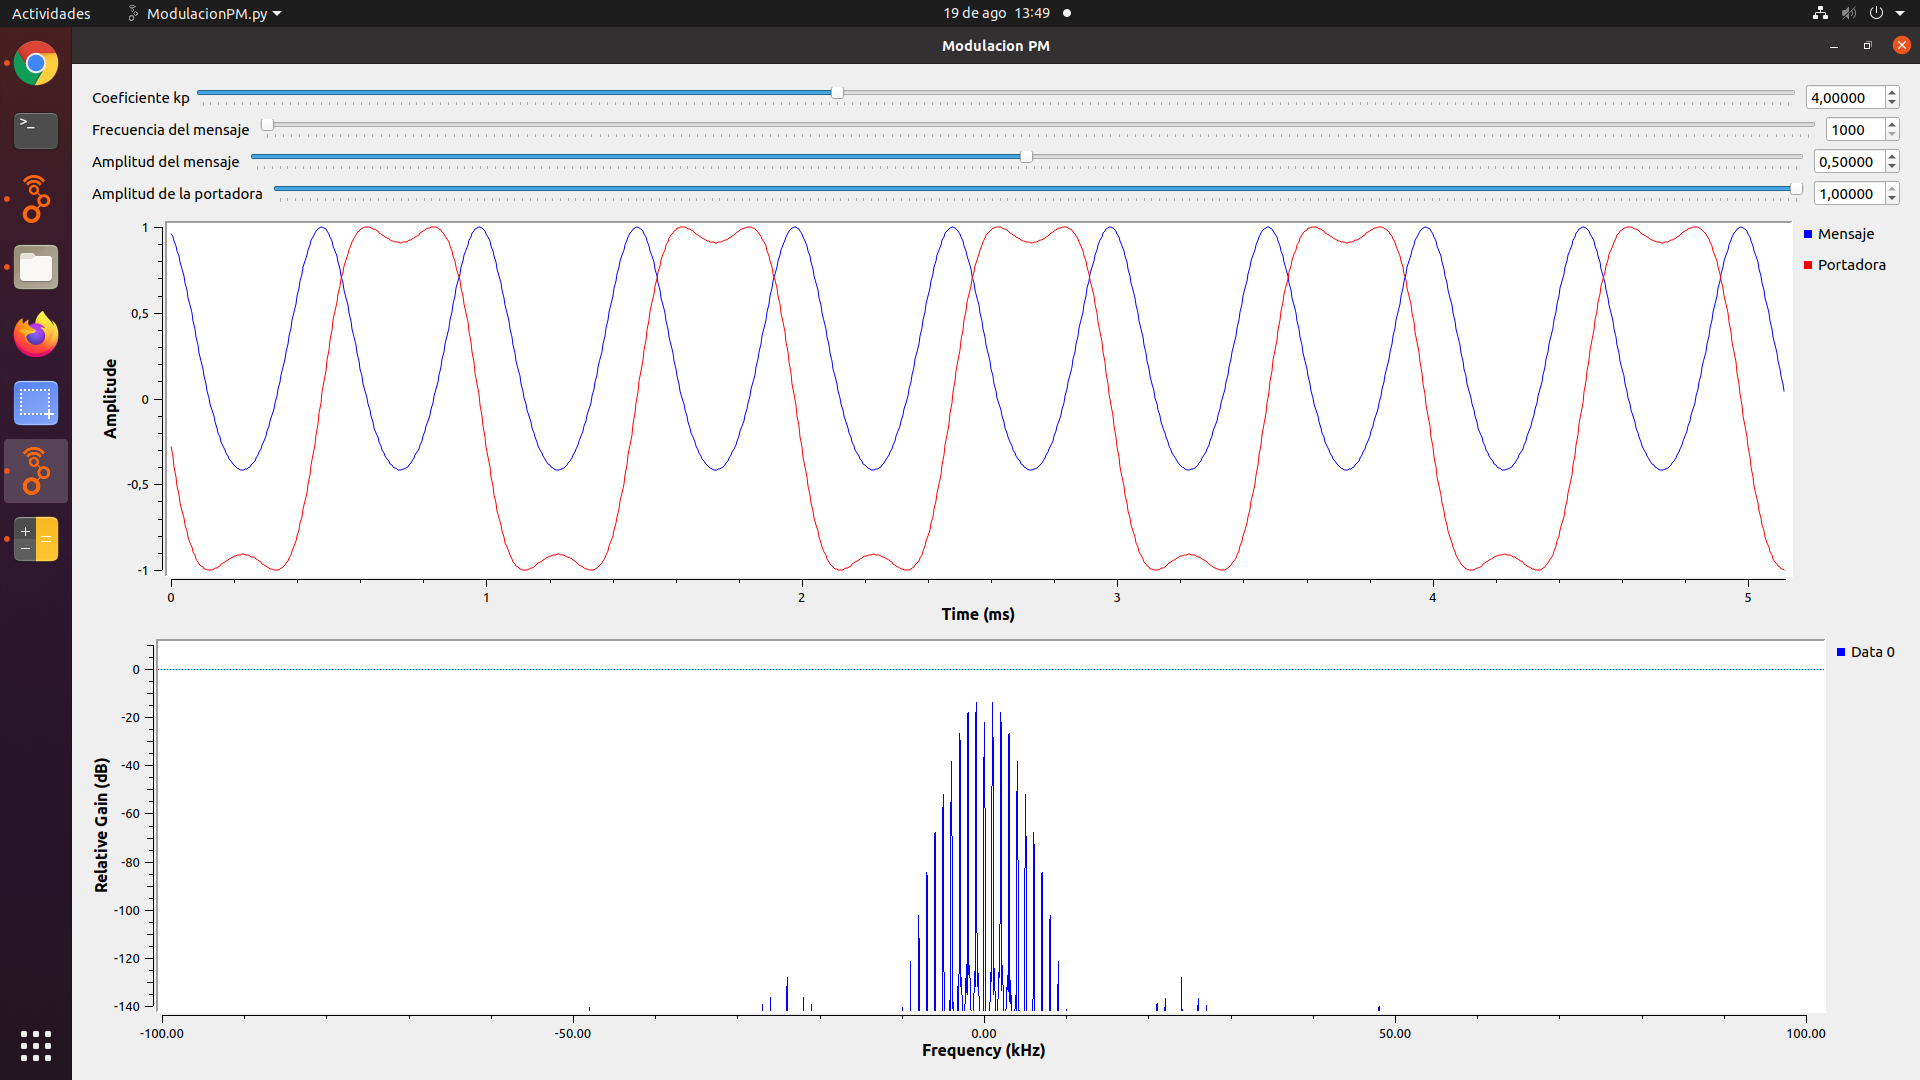 Actividades ModulacionPM.py 19 de ago 13:49
Modulacion PM
Coeficiente kp 4,00000
Frecuencia del mensaje 1000
Amplitud del mensaje 0,50000
Amplitud de la portadora 1,00000
Mensaje
Portadora
Amplitude
1
0,5
0
-0,5
-1
0 1 2 3 4 5
Time (ms)
Data 0
Relative Gain (dB)
0
-20
-40
-60
-80
-100
-120
-140
-100.00 -50.00 0.00 50.00 100.00
Frequency (kHz)